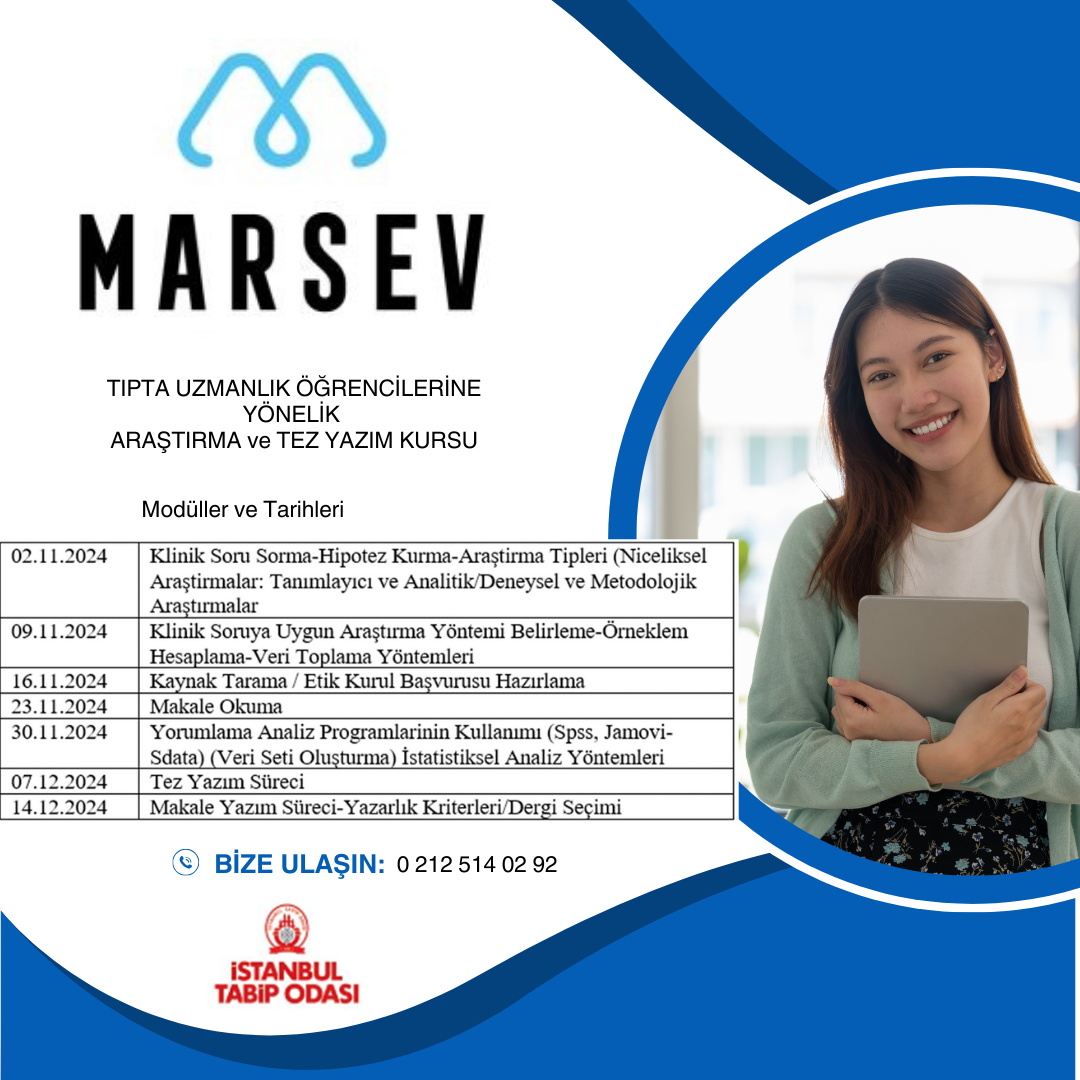 MARSEV
TIPTA UZMANLIK ÖĞRENCİLERİNE
YÖNELİK
ARAŞTIRMA ve TEZ YAZIM KURSU
Modüller ve Tarihleri
02.11.2024 Klinik Soru Sorma-Hipotez Kurma-Araştirma Tipleri (Niceliksel
Araştirmalar: Tanımlayıcı ve Analitik/Deneysel ve Metodolojik
Araştırmalar
09.11.2024 Klinik Soruya Uygun Araştırma Yöntemi Belirleme-Örneklem
Hesaplama-Veri Toplama Yöntemleri
16.11.2024 Kaynak Tarama / Etik Kurul Başvurusu Hazırlama
23.11.2024 Makale Okuma
30.11.2024 Yorumlama Analiz Programlarinin Kullanımı (Spss, Jamovi-
Sdata) (Veri Seti Oluşturma) İstatistiksel Analiz Yöntemleri
07.12.2024 Tez Yazım Süreci
14.12.2024 Makale Yazım Süreci-Yazarlık Kriterleri/Dergi Seçimi
BİZE ULAŞIN: 0 212 514 02 92
İSTANBUL
TABİP ODASI